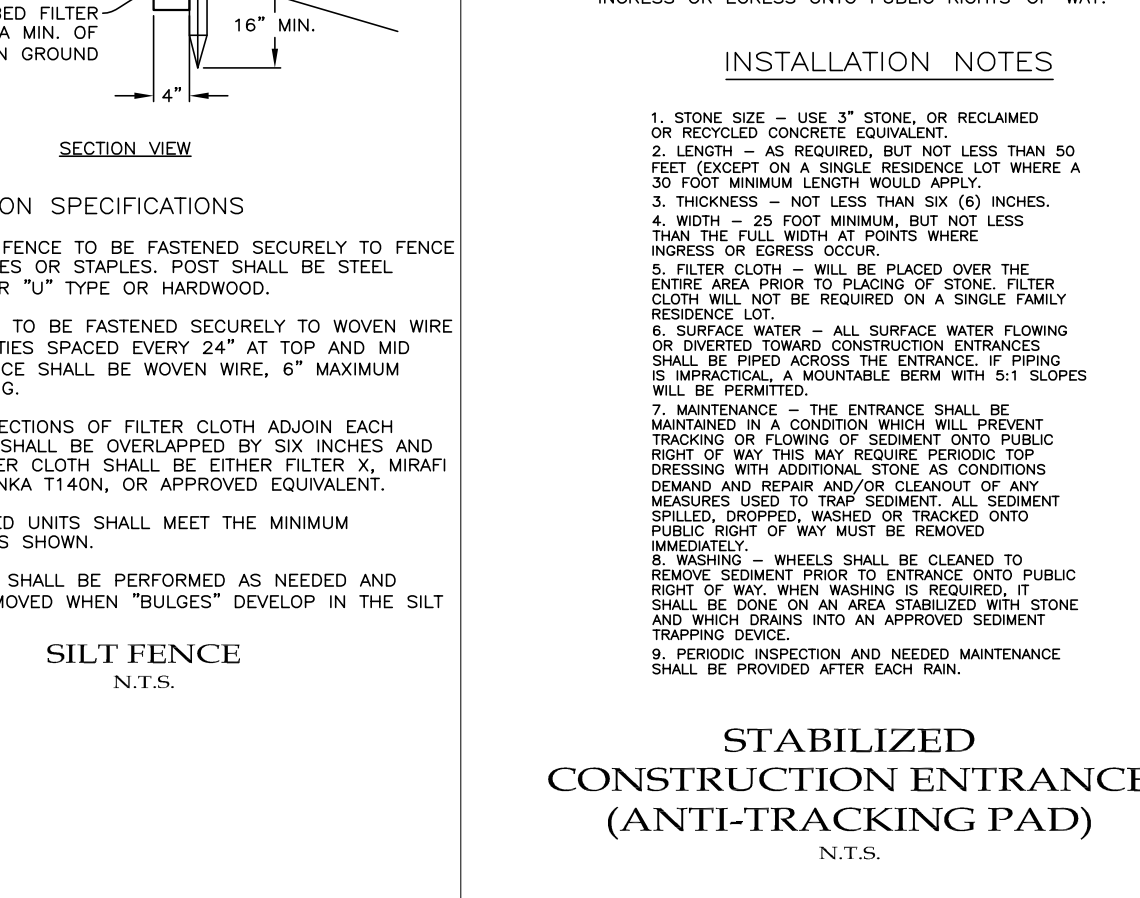 BED FILTER
A MIN. OF
N GROUND
16" MIN.
4"
SECTION VIEW
ON SPECIFICATIONS
FENCE TO BE FASTENED SECURELY TO FENCE
ES OR STAPLES. POST SHALL BE STEEL
R "U" TYPE OR HARDWOOD.
TO BE FASTENED SECURELY TO WOVEN WIRE
TIES SPACED EVERY 24" AT TOP AND MID
CE SHALL BE WOVEN WIRE, 6" MAXIMUM
G.
ECTIONS OF FILTER CLOTH ADJOIN EACH
SHALL BE OVERLAPPED BY SIX INCHES AND
ER CLOTH SHALL BE EITHER FILTER X, MIRAFI
NKA T140N, OR APPROVED EQUIVALENT.
ED UNITS SHALL MEET THE MINIMUM
S SHOWN.
SHALL BE PERFORMED AS NEEDED AND
MOVED WHEN "BULGES" DEVELOP IN THE SILT
SILT FENCE
N.T.S.
INGRESS OR EGRESS ONTO PUBLIC RIGHTS OF WAY.
INSTALLATION NOTES
1. STONE SIZE – USE 3" STONE, OR RECLAIMED
OR RECYCLED CONCRETE EQUIVALENT.
2. LENGTH – AS REQUIRED, BUT NOT LESS THAN 50
FEET (EXCEPT ON A SINGLE RESIDENCE LOT WHERE A
30 FOOT MINIMUM LENGTH WOULD APPLY.
3. THICKNESS – NOT LESS THAN SIX (6) INCHES.
4. WIDTH – 25 FOOT MINIMUM, BUT NOT LESS
THAN THE FULL WIDTH AT POINTS WHERE
INGRESS OR EGRESS OCCUR.
5. FILTER CLOTH – WILL BE PLACED OVER THE
ENTIRE AREA PRIOR TO PLACING OF STONE. FILTER
CLOTH WILL NOT BE REQUIRED ON A SINGLE FAMILY
RESIDENCE LOT.
6. SURFACE WATER – ALL SURFACE WATER FLOWING
OR DIVERTED TOWARD CONSTRUCTION ENTRANCES
SHALL BE PIPED ACROSS THE ENTRANCE. IF PIPING
IS IMPRACTICAL, A MOUNTABLE BERM WITH 5:1 SLOPES
WILL BE PERMITTED.
7. MAINTENANCE – THE ENTRANCE SHALL BE
MAINTAINED IN A CONDITION WHICH WILL PREVENT
TRACKING OR FLOWING OF SEDIMENT ONTO PUBLIC
RIGHT OF WAY THIS MAY REQUIRE PERIODIC TOP
DRESSING WITH ADDITIONAL STONE AS CONDITIONS
DEMAND AND REPAIR AND/OR CLEANOUT OF ANY
MEASURES USED TO TRAP SEDIMENT. ALL SEDIMENT
SPILLED, DROPPED, WASHED OR TRACKED ONTO
PUBLIC RIGHT OF WAY MUST BE REMOVED
IMMEDIATELY.
8. WASHING – WHEELS SHALL BE CLEANED TO
REMOVE SEDIMENT PRIOR TO ENTRANCE ONTO PUBLIC
RIGHT OF WAY. WHEN WASHING IS REQUIRED, IT
SHALL BE DONE ON AN AREA STABILIZED WITH STONE
AND WHICH DRAINS INTO AN APPROVED SEDIMENT
TRAPPING DEVICE.
9. PERIODIC INSPECTION AND NEEDED MAINTENANCE
SHALL BE PROVIDED AFTER EACH RAIN.
STABILIZED
CONSTRUCTION ENTRANCE
(ANTI-TRACKING PAD)
N.T.S.